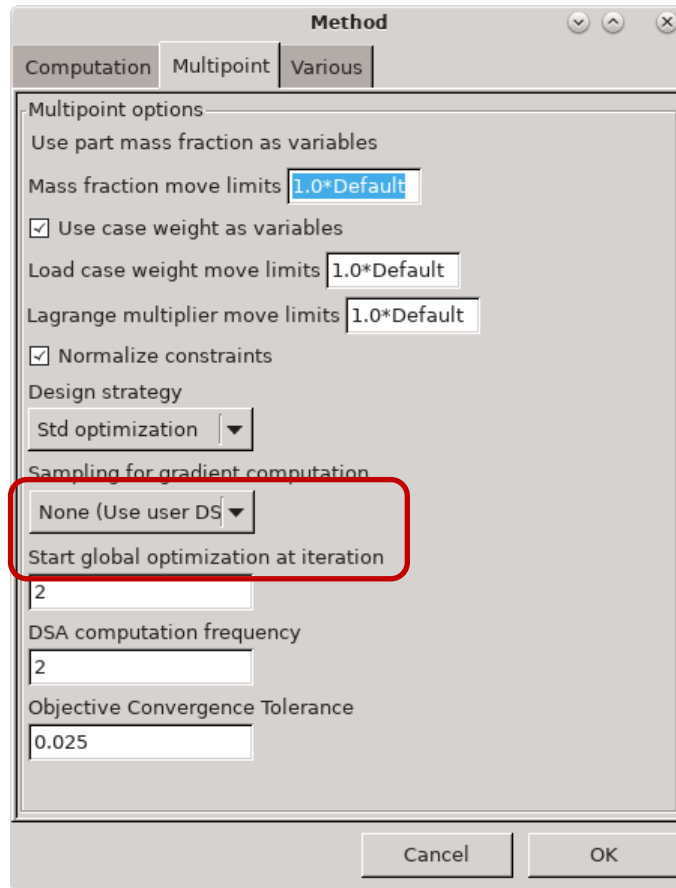 Method
Computation Multipoint Various
Multipoint options
Use part mass fraction as variables
Mass fraction move limits 1.0*Default
Use case weight as variables
Load case weight move limits 1.0*Default
Lagrange multiplier move limits 1.0*Default
Normalize constraints
Design strategy
Std optimization
Sampling for gradient computation
None (Use user DS
Start global optimization at iteration
2
DSA computation frequency
2
Objective Convergence Tolerance
0.025
Cancel OK